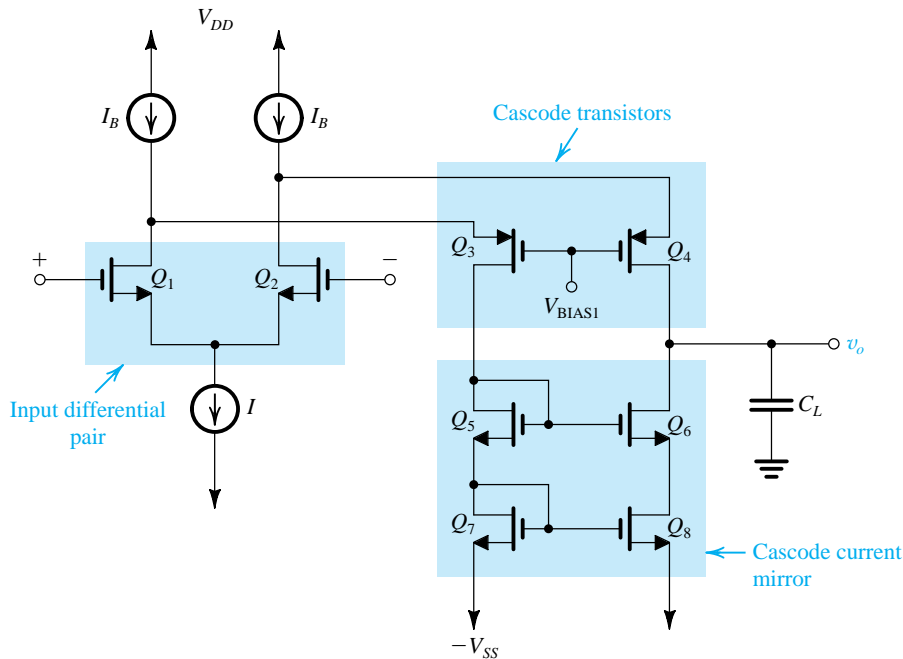 V_DD
I_B
I_B
Cascode transistors
+
Q_1
Q_2
−
Q_3
Q_4
V_BIAS1
v_o
Input differential
pair
I
C_L
Q_5
Q_6
Q_7
Q_8
Cascode current
mirror
−V_SS